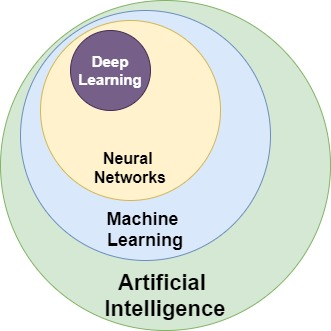 Deep
Learning
Neural
Networks
Machine
Learning
Artificial
Intelligence